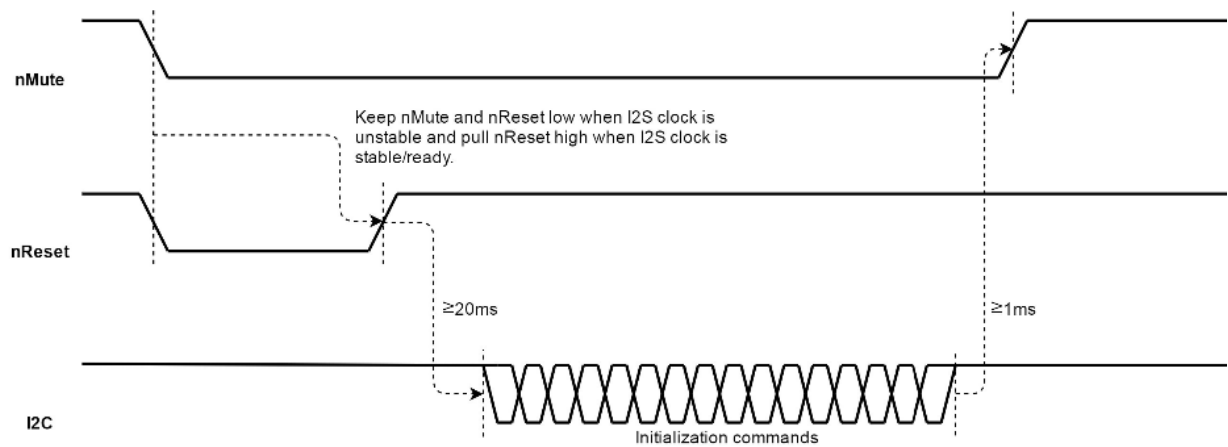 nMute
Keep nMute and nReset low when I2S clock is
unstable and pull nReset high when I2S clock is
stable/ready.
nReset
≥20ms
≥1ms
I2C
Initialization commands